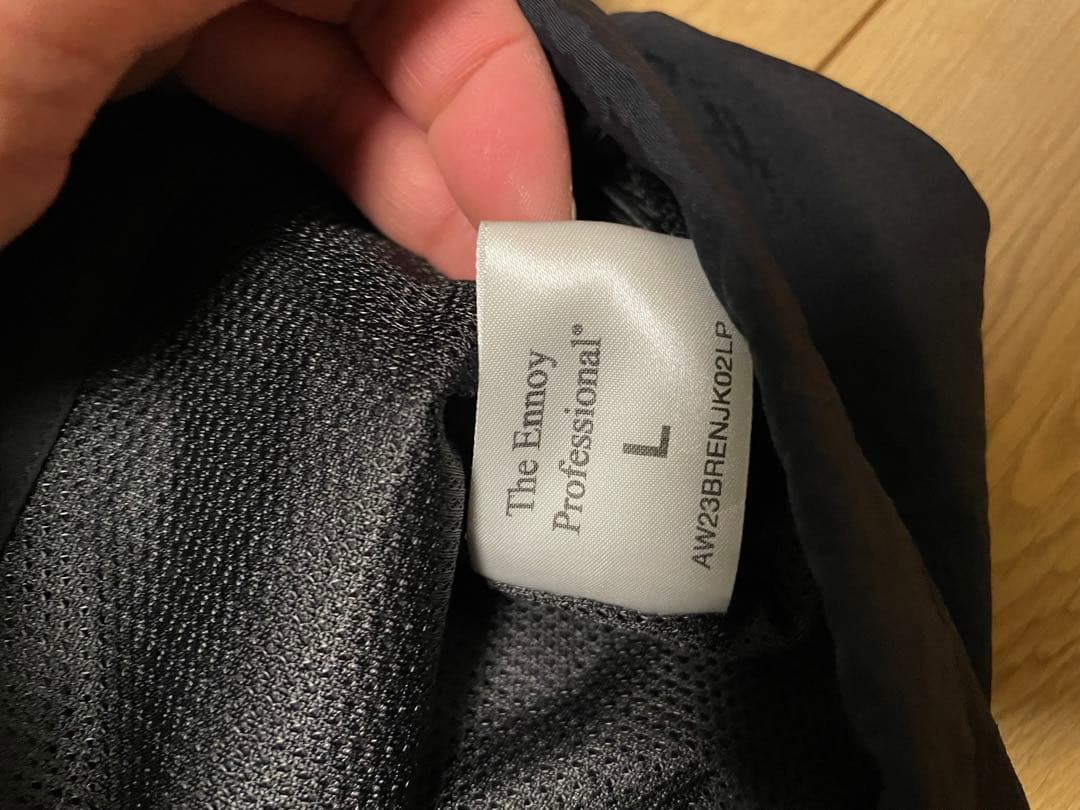 The Ennoy
Professional®
L
AW23BRENJK02LP